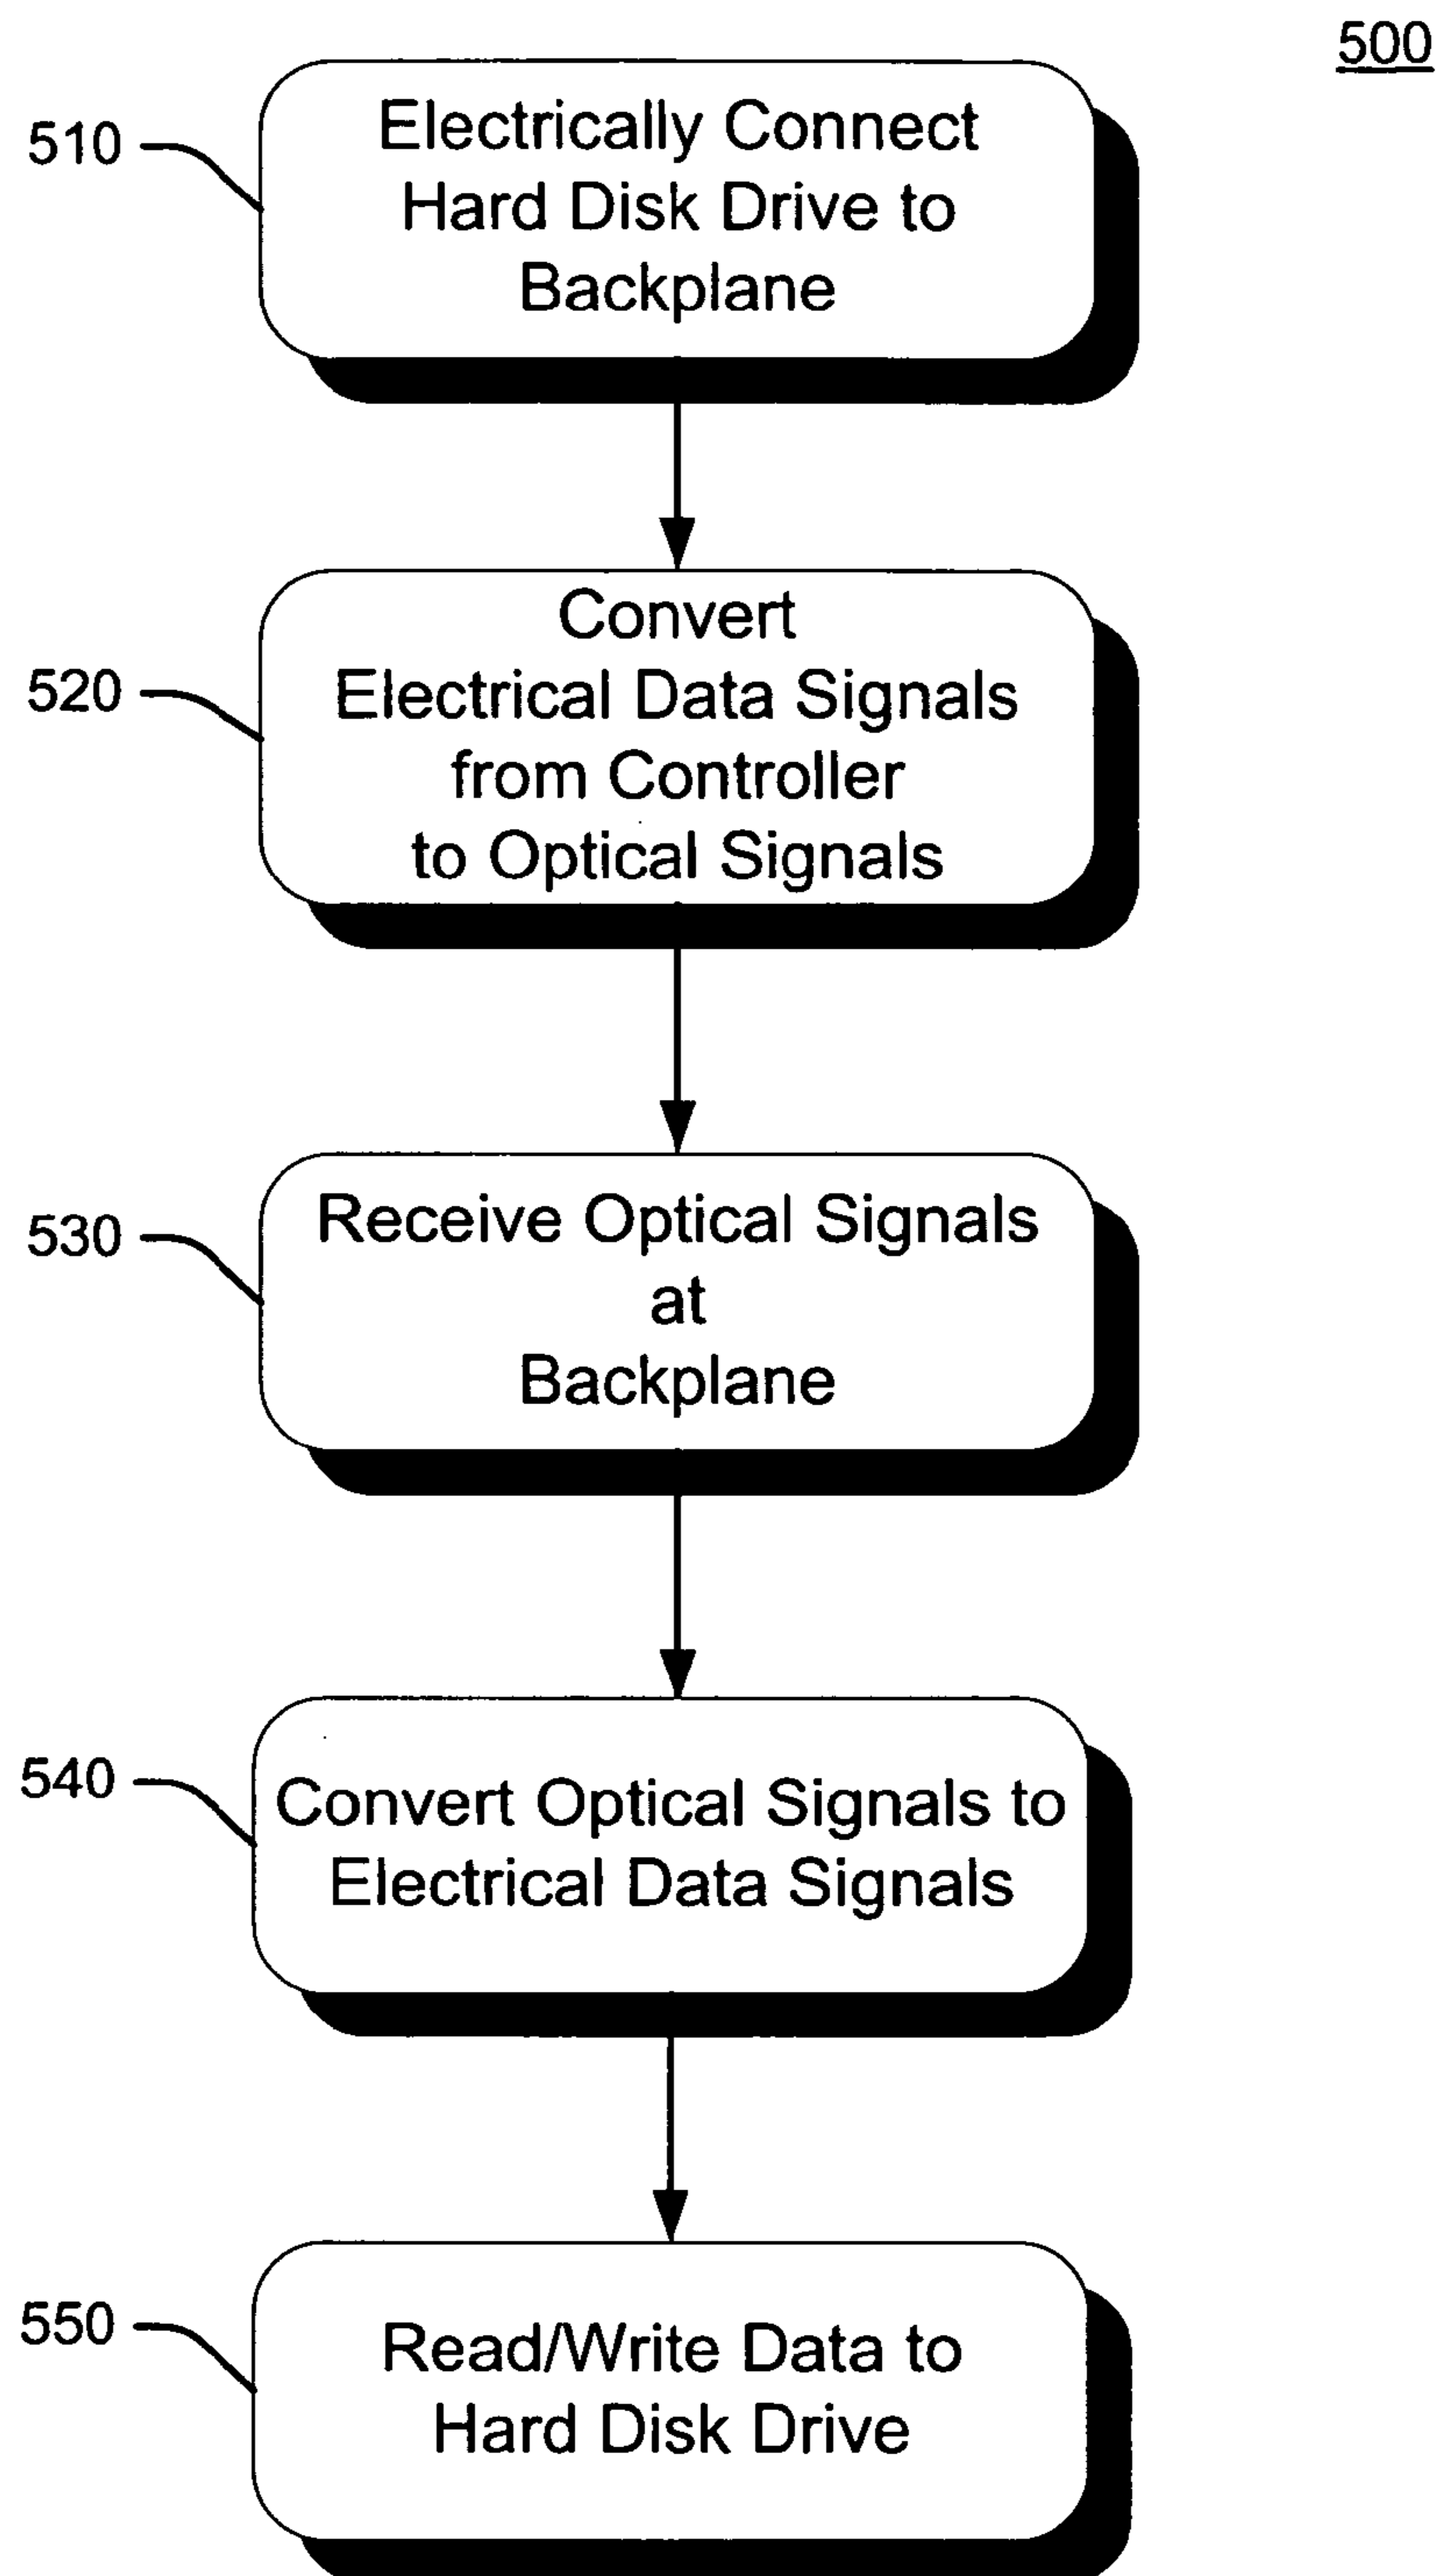 500
510
Electrically Connect
Hard Disk Drive to
Backplane
520
Convert
Electrical Data Signals
from Controller
to Optical Signals
530
Receive Optical Signals
at
Backplane
540
Convert Optical Signals to
Electrical Data Signals
550
Read/Write Data to
Hard Disk Drive